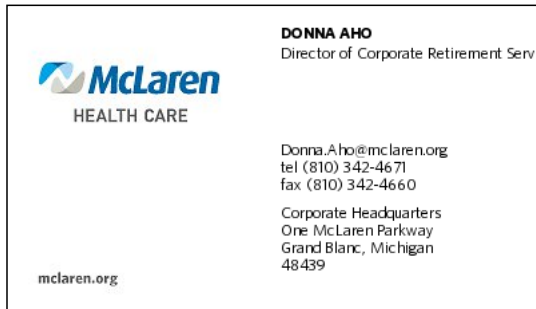 DONNA AHO
Director of Corporate Retirement Serv
McLaren
HEALTH CARE
Donna.Aho@mclaren.org
tel (810) 342-4671
fax (810) 342-4660
Corporate Headquarters
One McLaren Parkway
Grand Blanc, Michigan
48439
mclaren.org